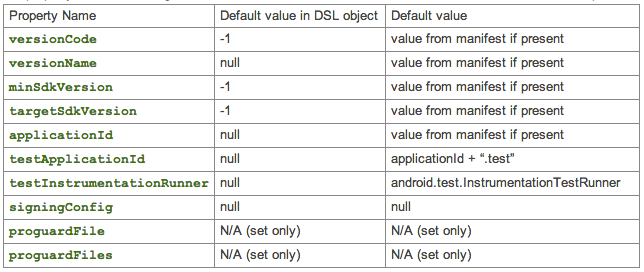 Property Name Default value in DSL object Default value
versionCode -1 value from manifest if present
versionName null value from manifest if present
minSdkVersion -1 value from manifest if present
targetSdkVersion -1 value from manifest if present
applicationId null value from manifest if present
testApplicationId null applicationId + “.test”
testInstrumentationRunner null android.test.InstrumentationTestRunner
signingConfig null null
proguardFile N/A (set only) N/A (set only)
proguardFiles N/A (set only) N/A (set only)